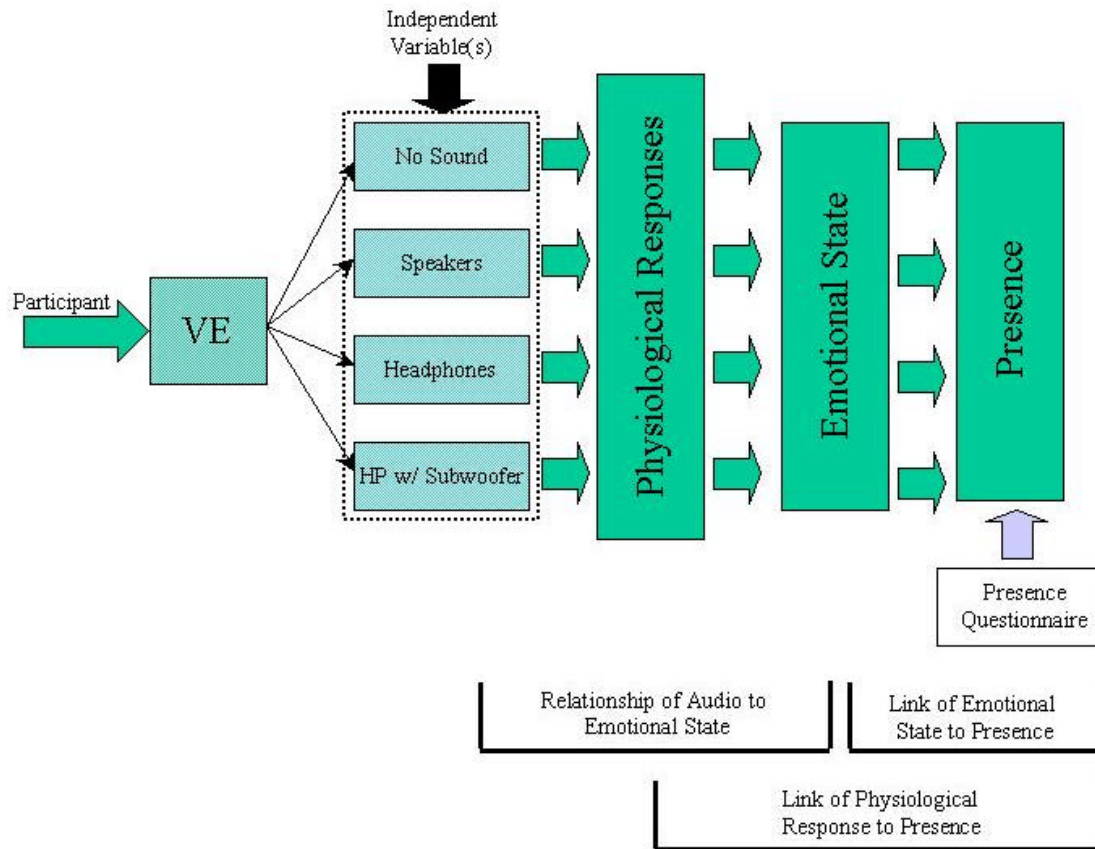 Independent
Variable(s)
No Sound
Speakers
Headphones
HP w/ Subwoofer
Participant
VE
Physiological Responses
Emotional State
Presence
Presence
Questionnaire
Relationship of Audio to
Emotional State
Link of Emotional
State to Presence
Link of Physiological
Response to Presence